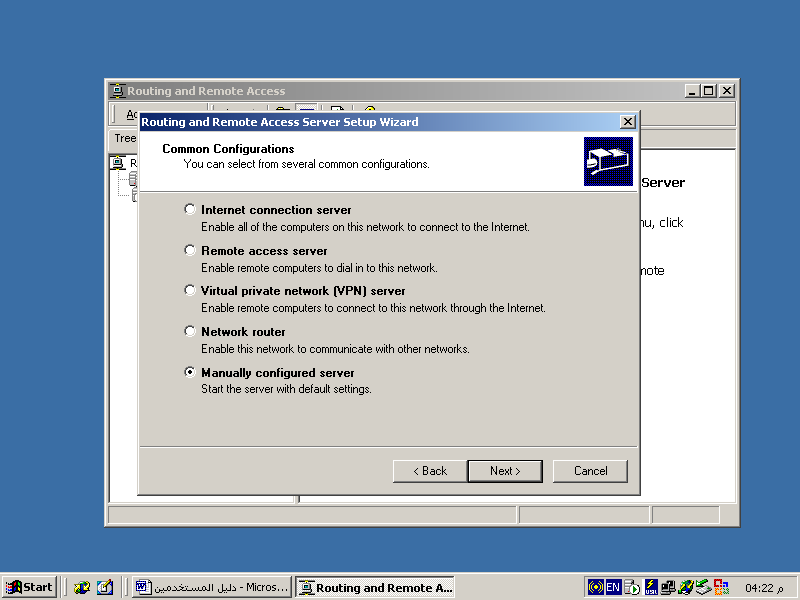 Routing and Remote Access
Tree
Routing and Remote Access Server Setup Wizard
Common Configurations
You can select from several common configurations.
Server
click
Internet connection server
Enable all of the computers on this network to connect to the Internet.
Remote access server
Enable remote computers to dial in to this network.
Virtual private network (VPN) server
Enable remote computers to connect to this network through the Internet.
Network router
Enable this network to communicate with other networks.
Manually configured server
Start the server with default settings.
< Back
Next >
Cancel
Start
دليل المستخدمين - Micros...
Routing and Remote A...
EN
04:22 م